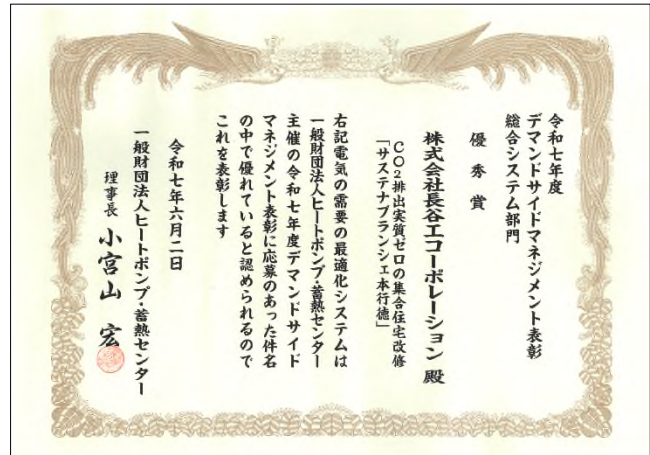 令和七年度
デマンドサイドマネジメント表彰
総合システム部門
優秀賞
株式会社長谷工コーポレーション 殿
CO2排出実質ゼロの集合住宅改修
「サステナブランシェ本行徳」
右記電気の需要の最適化システムは
一般財団法人ヒートポンプ・蓄熱センター
主催の令和七年度デマンドサイド
マネジメント表彰に応募のあった件名
の中で優れていると認められるので
これを表彰します
令和七年六月二日
一般財団法人ヒートポンプ・蓄熱センター
理事長 小宮山 宏